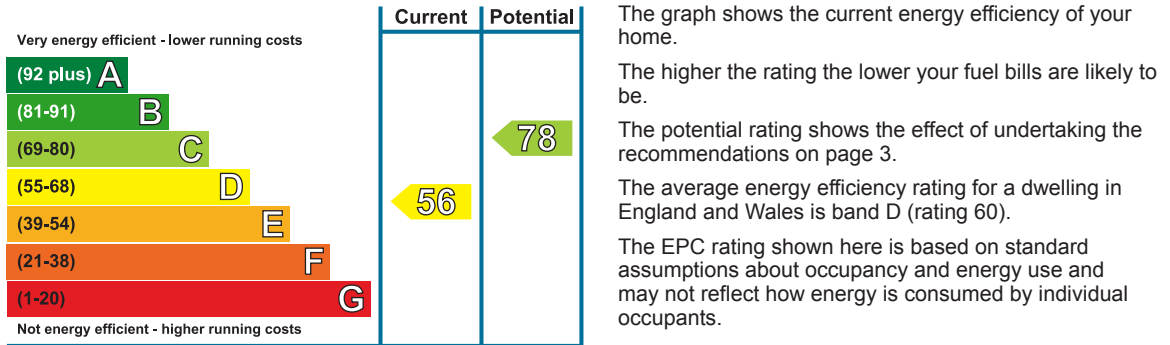 Current Potential
Very energy efficient - lower running costs
(92 plus) A
(81-91) B
(69-80) C
78
(55-68) D
56
(39-54) E
(21-38) F
(1-20) G
Not energy efficient - higher running costs
The graph shows the current energy efficiency of your
home.
The higher the rating the lower your fuel bills are likely to
be.
The potential rating shows the effect of undertaking the
recommendations on page 3.
The average energy efficiency rating for a dwelling in
England and Wales is band D (rating 60).
The EPC rating shown here is based on standard
assumptions about occupancy and energy use and
may not reflect how energy is consumed by individual
occupants.